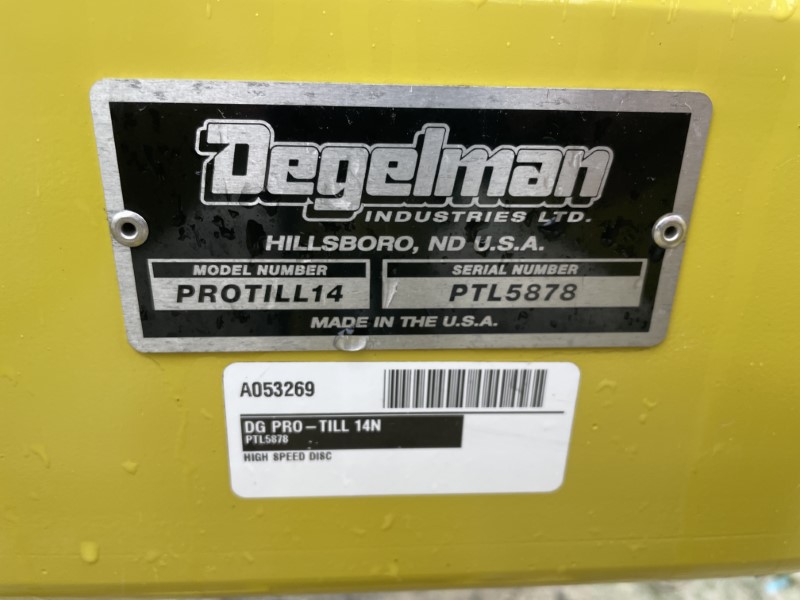 Degelman
INDUSTRIES LTD.
HILLSBORO, ND U.S.A.
MODEL NUMBER
PROTILL14
SERIAL NUMBER
PTL5878
MADE IN THE U.S.A.
A053269
DG PRO-TILL 14N
PTL5878
HIGH SPEED DISC